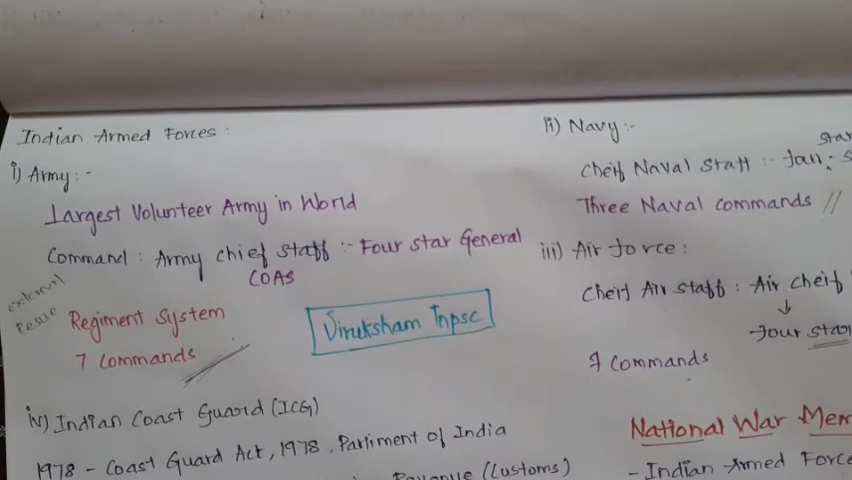 Indian Armed Forces :
i) Army :-
Largest Volunteer Army in World
Command : Army chief staff :- Four star General
COAS
external
Regiment System
7 Commands
Viruksham Tnpsc
iv) Indian Coast Guard (ICG)
1978 - Coast Guard Act, 1978, Parliment of India
Revenue (Customs)
ii) Navy :-
Cheif Naval Staff :-
Three Naval commands //
iii) Air force :
Cheif Air staff : Air cheif
↓
Four star
7 Commands
National War Mem
- Indian Armed Force